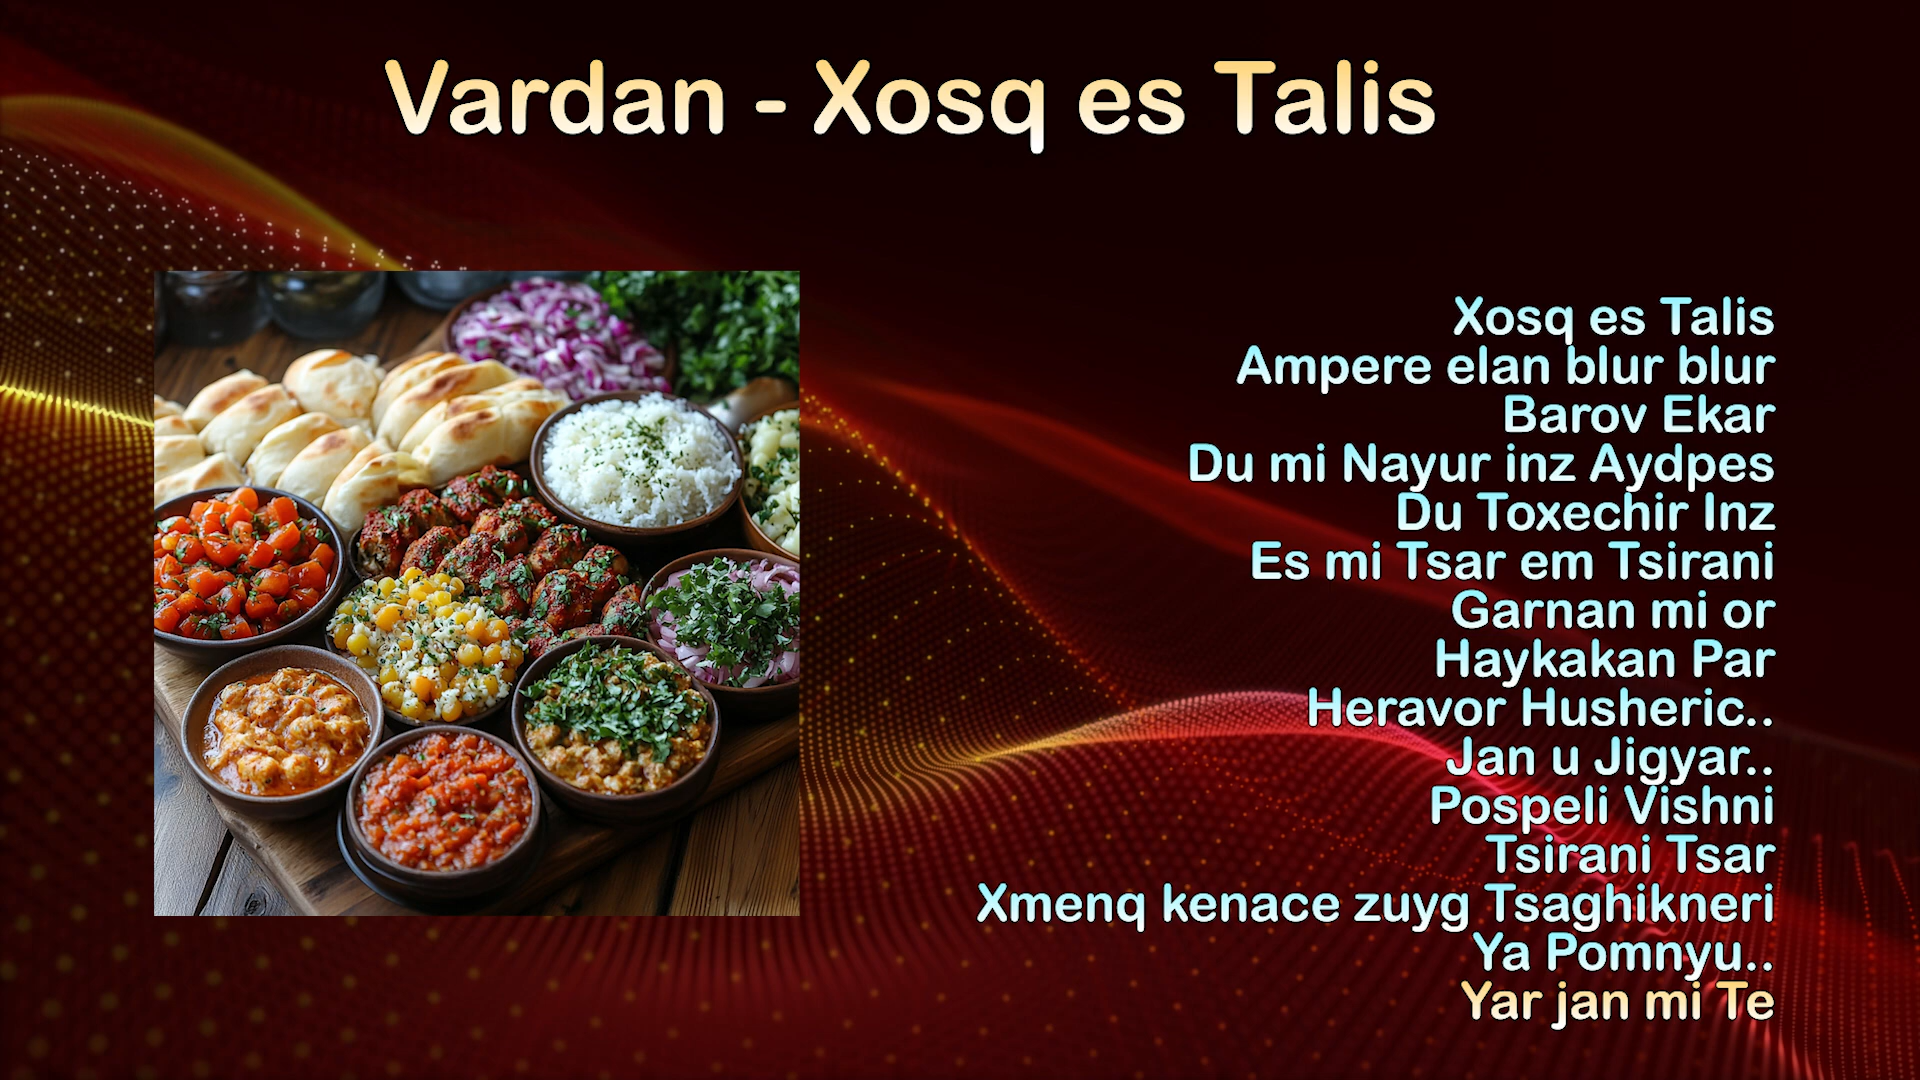 Vardan - Xosq es Talis
Xosq es Talis
Ampere elan blur blur
Barov Ekar
Du mi Nayur inz Aydpes
Du Toxechir Inz
Es mi Tsar em Tsirani
Garnan mi or
Haykakan Par
Heravor Husheric..
Jan u Jigyar..
Pospeli Vishni
Tsirani Tsar
Xmenq kenace zuyg Tsaghikneri
Ya Pomnyu..
Yar jan mi Te